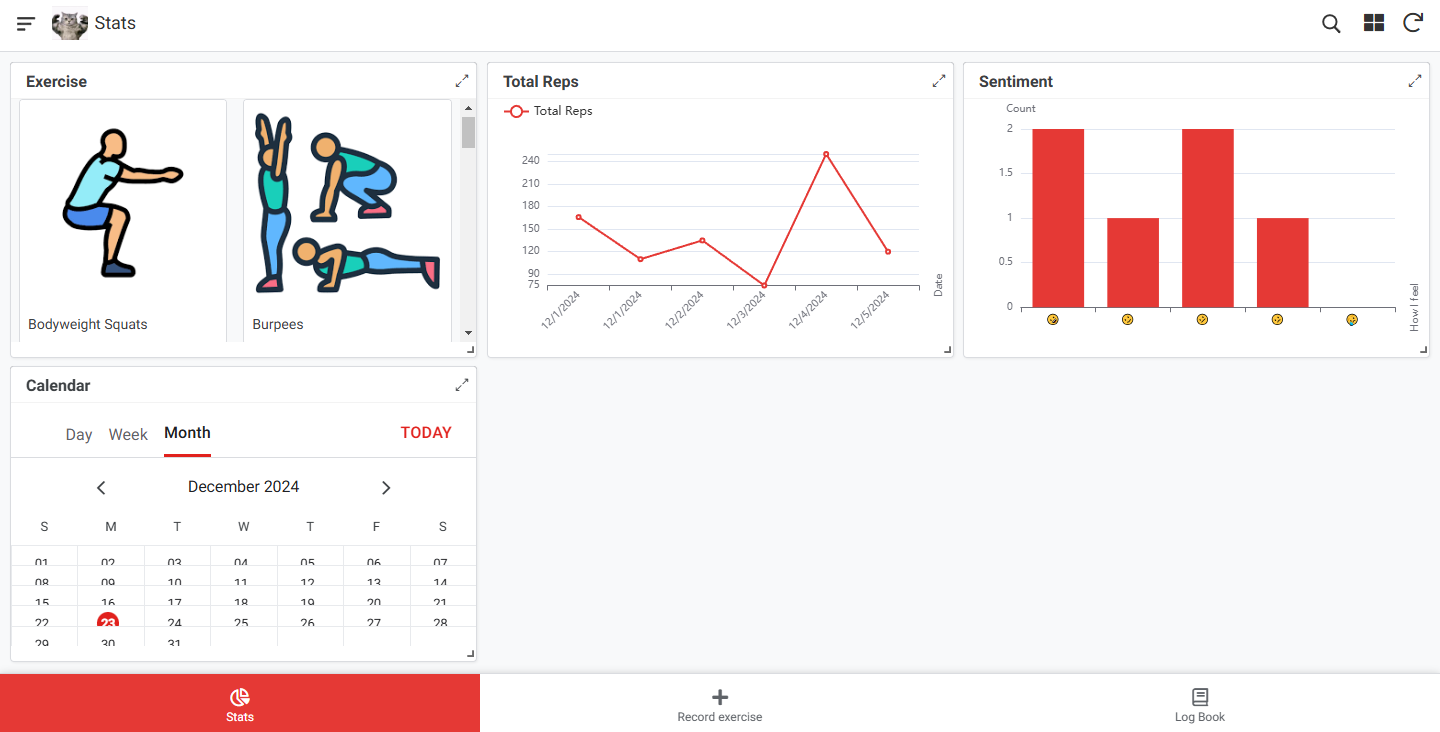 Stats
Exercise
Bodyweight Squats
Burpees
Total Reps
Total Reps
240
210
180
150
120
90
75
12/1/2024
12/1/2024
12/2/2024
12/3/2024
12/4/2024
12/5/2024
Date
Sentiment
Count
2
1.5
1
0.5
0
How I feel
Calendar
Day Week Month TODAY
December 2024
S M T W T F S
01 02 03 04 05 06 07
08 09 10 11 12 13 14
15 16 17 18 19 20 21
22 23 24 25 26 27 28
29 30 31
Stats
Record exercise
Log Book